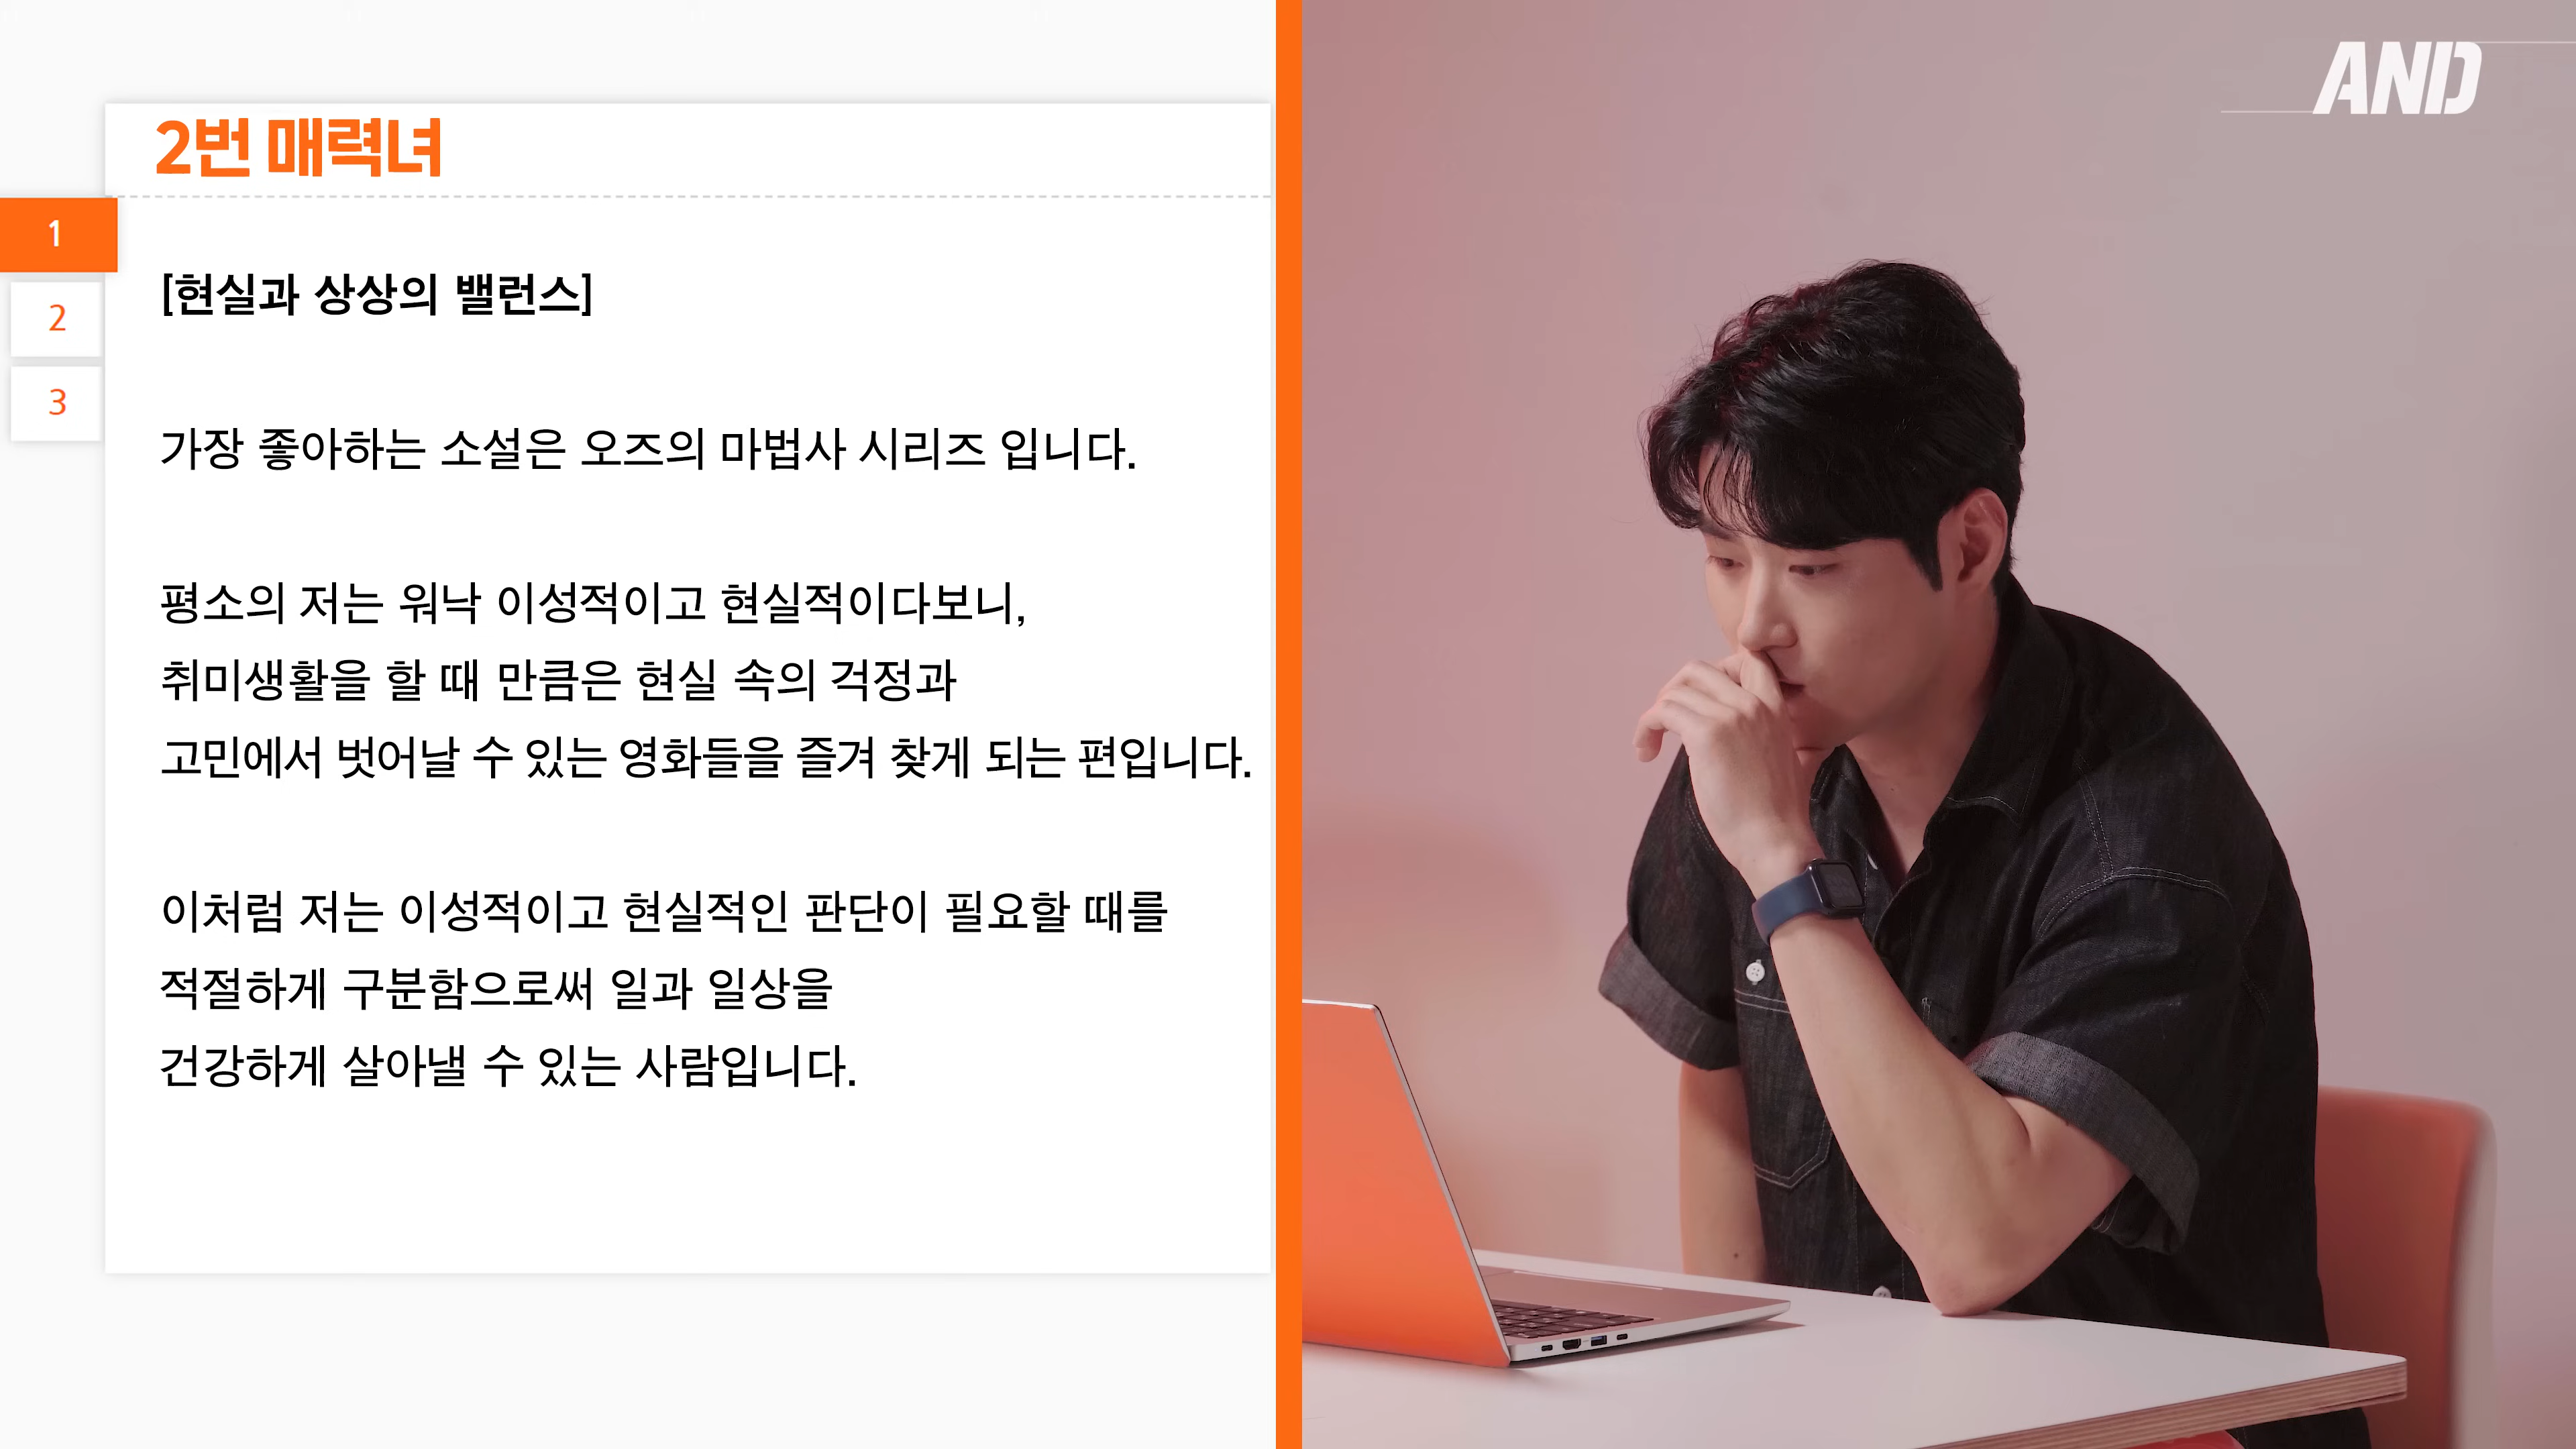 2번 매력녀
1
2
3
[현실과 상상의 밸런스]
가장 좋아하는 소설은 오즈의 마법사 시리즈 입니다.
평소의 저는 워낙 이성적이고 현실적이다보니,
취미생활을 할 때 만큼은 현실 속의 걱정과
고민에서 벗어날 수 있는 영화들을 즐겨 찾게 되는 편입니다.
이처럼 저는 이성적이고 현실적인 판단이 필요할 때를
적절하게 구분함으로써 일과 일상을
건강하게 살아낼 수 있는 사람입니다.
AND